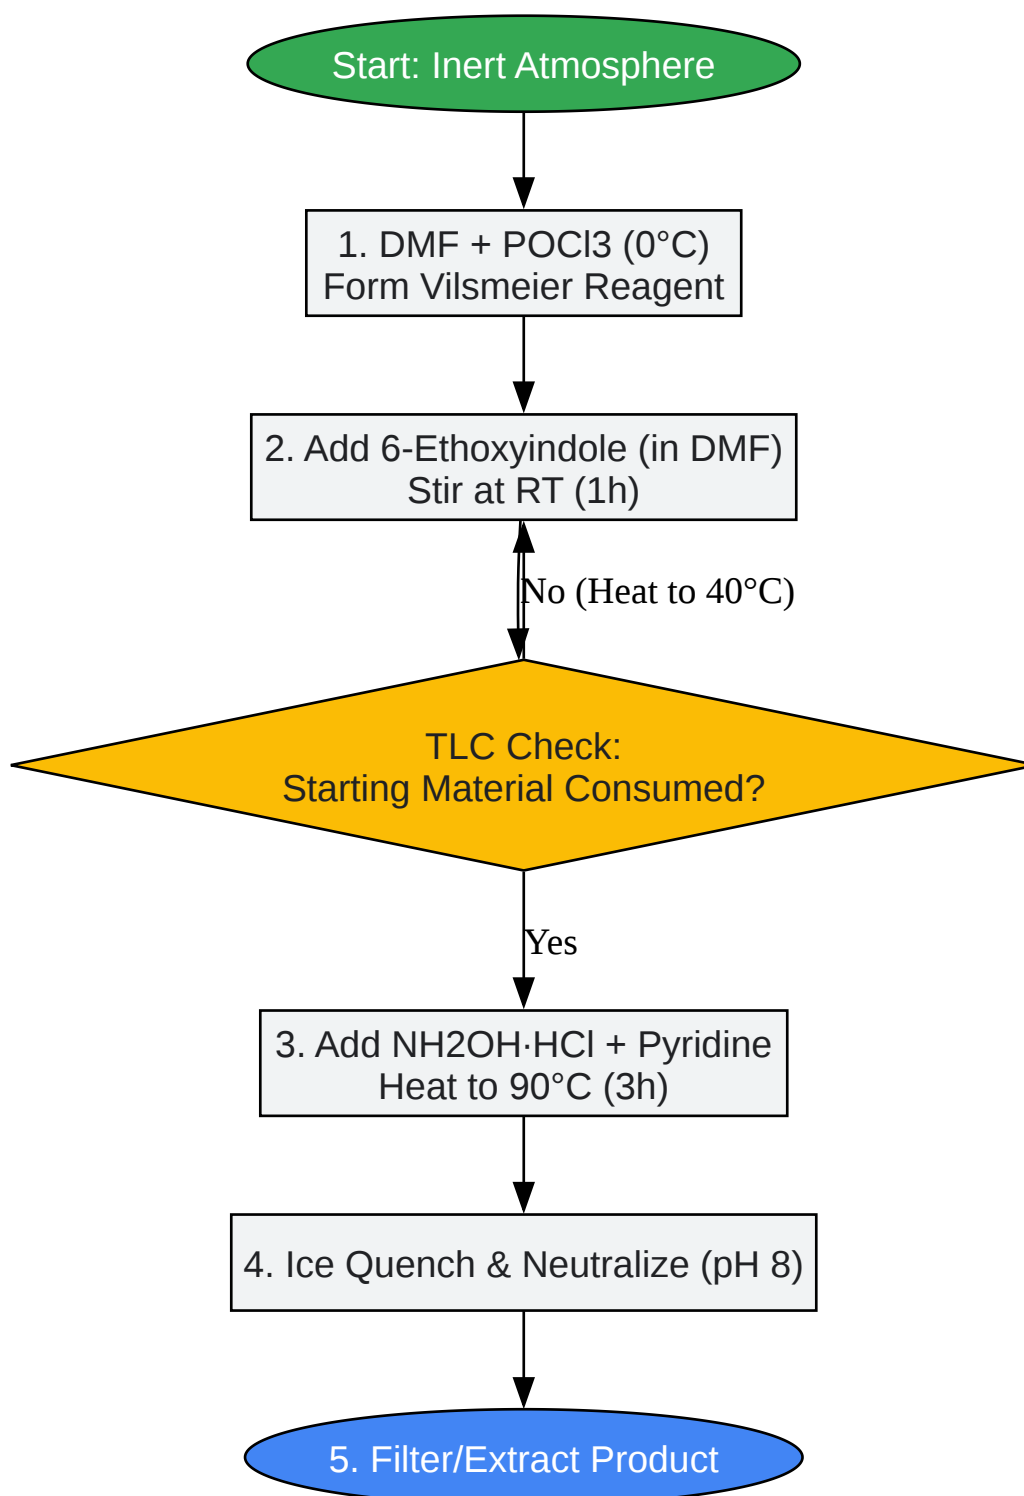 Start: Inert Atmosphere
1. DMF + POCl3 (0°C)
Form Vilsmeier Reagent
2. Add 6-Ethoxyindole (in DMF)
Stir at RT (1h)
No (Heat to 40°C)
TLC Check:
Starting Material Consumed?
Yes
3. Add NH2OH·HCl + Pyridine
Heat to 90°C (3h)
4. Ice Quench & Neutralize (pH 8)
5. Filter/Extract Product